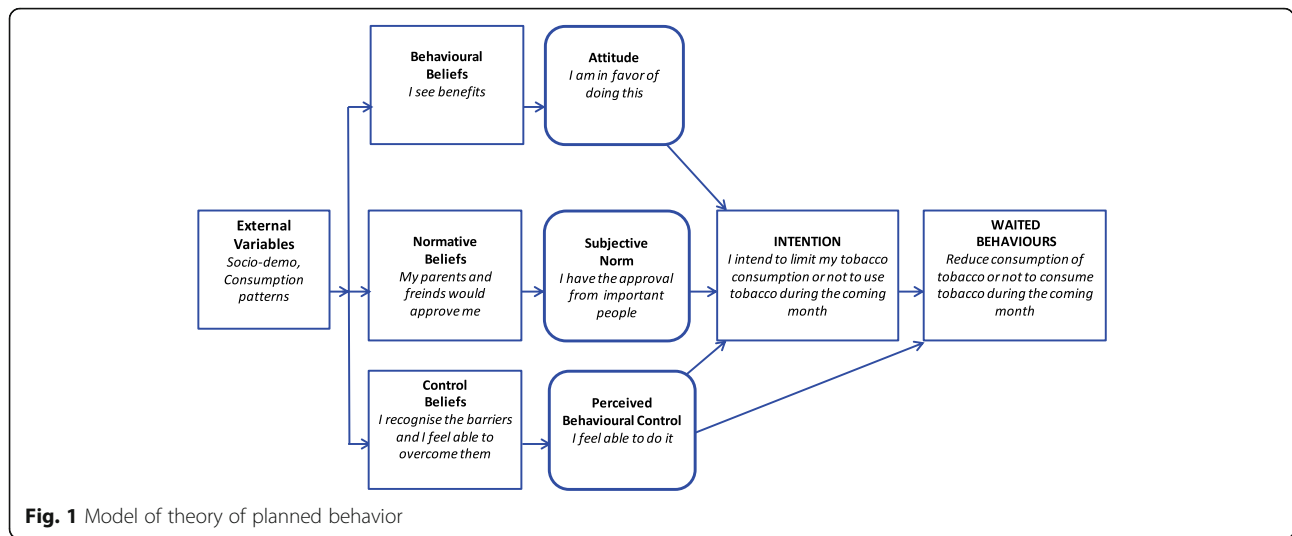 Behavioural
Beliefs
I see benefits
Attitude
I am in favor of
doing this
External
Variables
Socio-demo,
Consumption
patterns
Normative
Beliefs
My parents and
freinds would
approve me
Subjective
Norm
I have the approval
from important
people
INTENTION
I intend to limit my tobacco
consumption or not to use
tobacco during the coming
month
WAITED
BEHAVIOURS
Reduce consumption of
tobacco or not to consume
tobacco during the coming
month
Control
Beliefs
I recognise the barriers
and I feel able to
overcome them
Perceived
Behavioural Control
I feel able to do it
Fig. 1 Model of theory of planned behavior